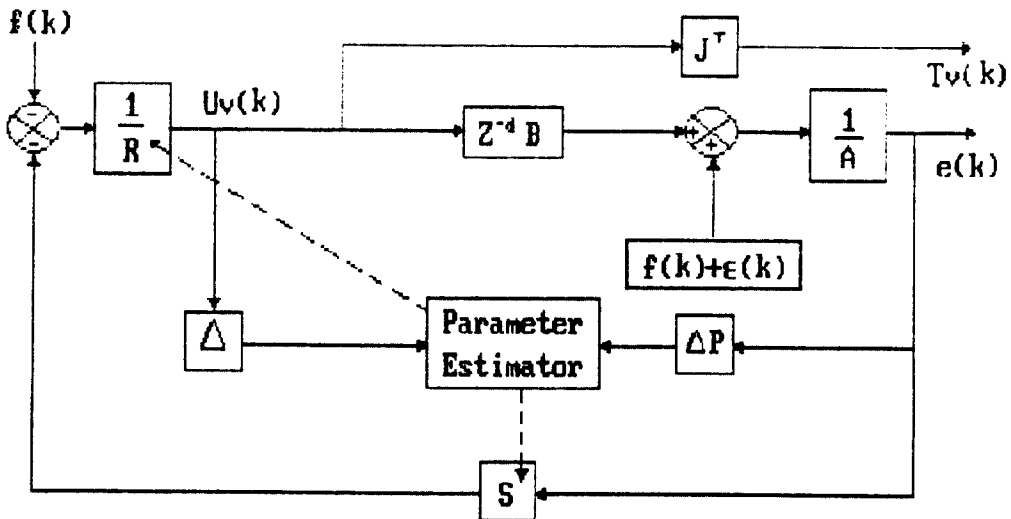 f(k)
J^T
Tv(k)
-
-
1
R
Uv(k)
Z^-d B
+
+
1
A
e(k)
f(k)+ε(k)
Δ
Parameter
Estimator
ΔP
S